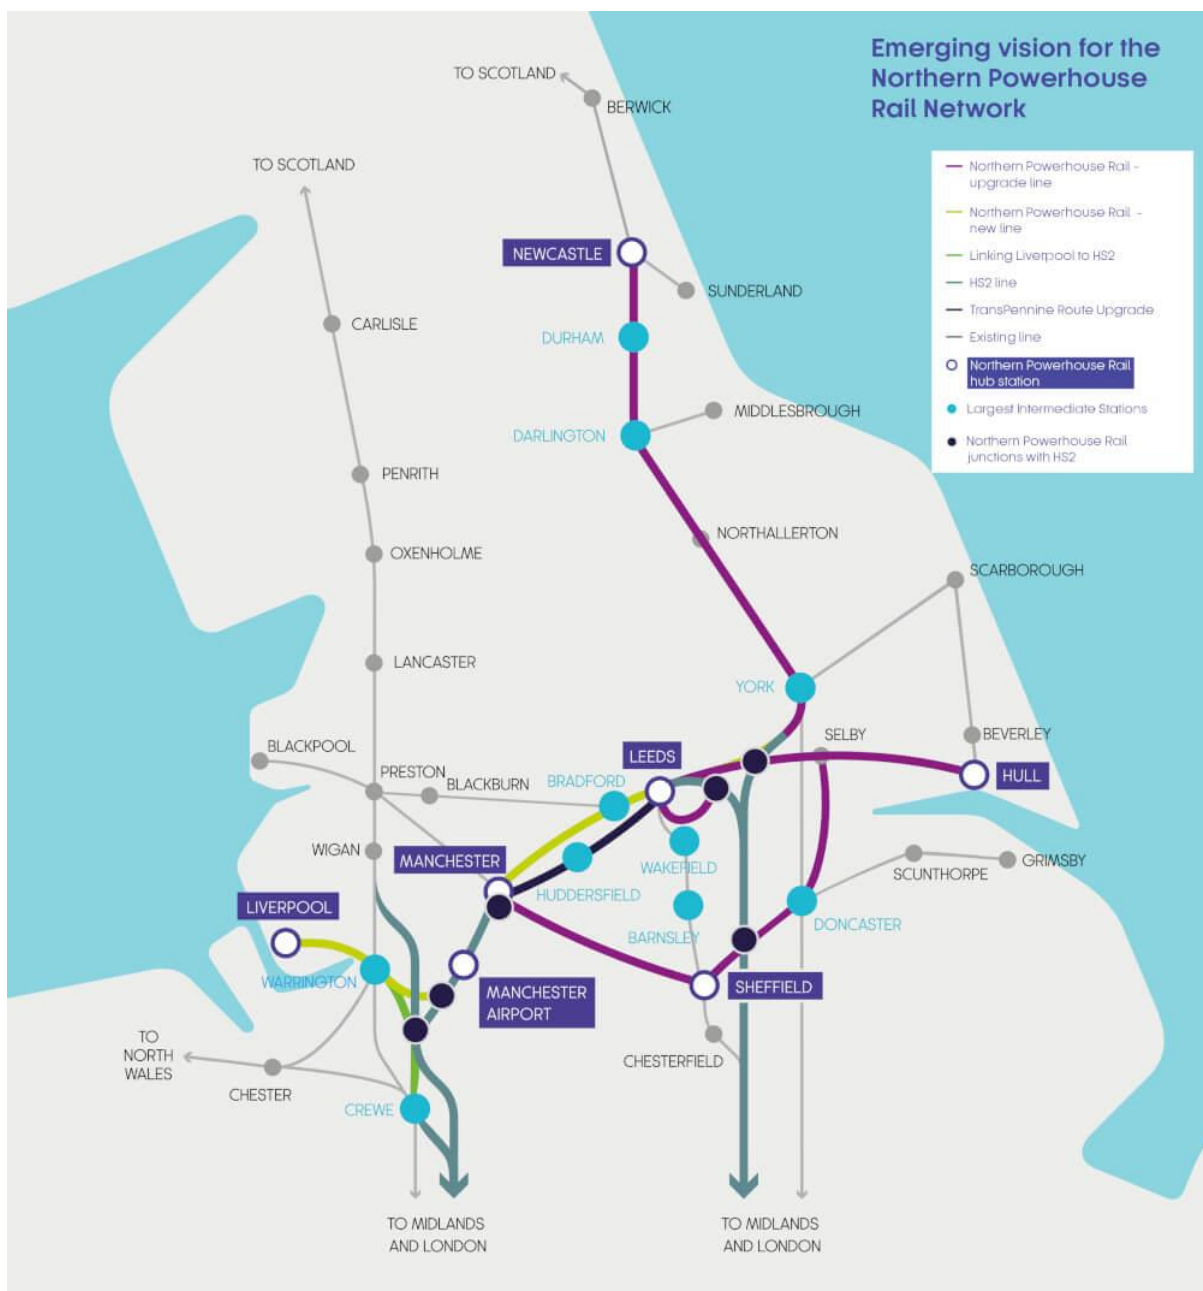 Emerging vision for the
Northern Powerhouse
Rail Network
Northern Powerhouse Rail -
upgrade line
Northern Powerhouse Rail -
new line
Linking Liverpool to HS2
HS2 line
TransPennine Route Upgrade
Existing line
Northern Powerhouse Rail
hub station
Largest Intermediate Stations
Northern Powerhouse Rail
junctions with HS2
TO SCOTLAND
BERWICK
TO SCOTLAND
NEWCASTLE
SUNDERLAND
CARLISLE
DURHAM
MIDDLESBROUGH
DARLINGTON
PENRITH
NORTHALLERTON
OXENHOLME
SCARBOROUGH
LANCASTER
YORK
SELBY
BEVERLEY
BLACKPOOL
LEEDS
PRESTON
BRADFORD
HULL
BLACKBURN
WIGAN
MANCHESTER
WAKEFIELD
GRIMSBY
SCUNTHORPE
HUDDERSFIELD
LIVERPOOL
DONCASTER
BARNSLEY
WARRINGTON
SHEFFIELD
MANCHESTER
AIRPORT
TO
NORTH
WALES
CHESTERFIELD
CHESTER
CREWE
TO MIDLANDS
AND LONDON
TO MIDLANDS
AND LONDON